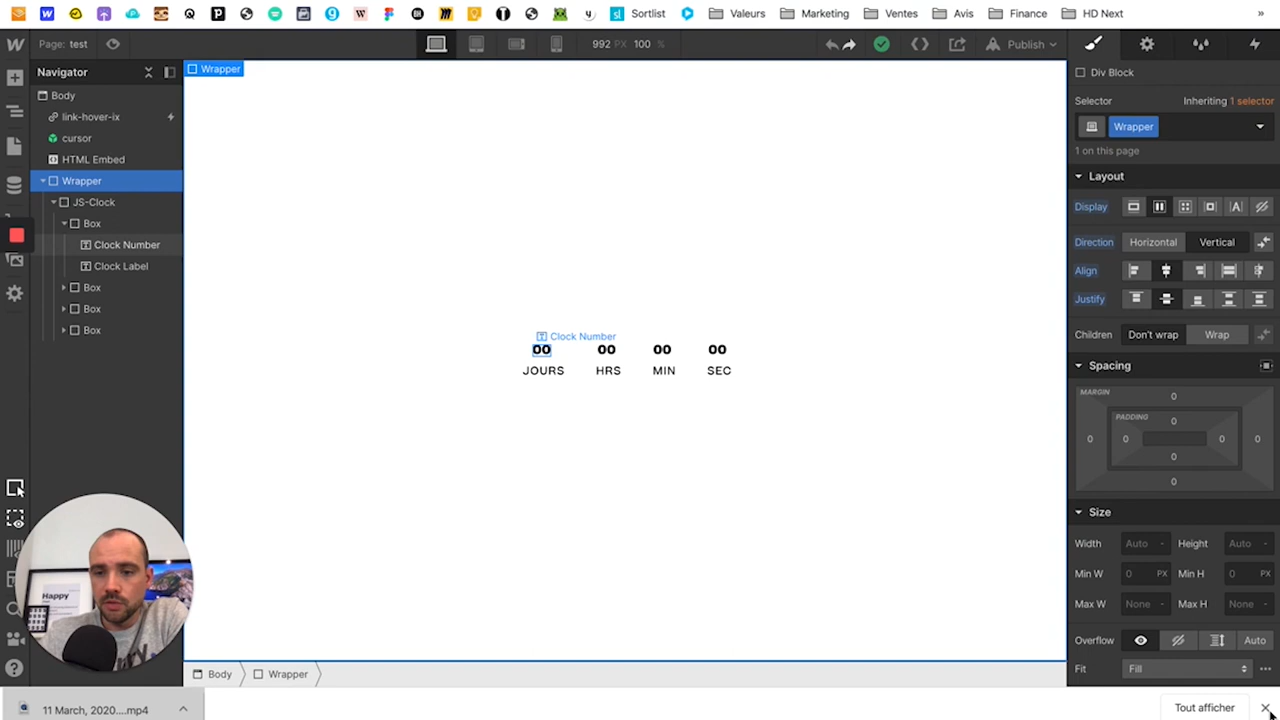 Sortlist
Valeurs
Marketing
Ventes
Avis
Finance
HD Next
»
Page: test
992 PX 100 %
Publish
Navigator
Body
link-hover-ix
cursor
HTML Embed
Wrapper
JS-Clock
Box
Clock Number
Clock Label
Box
Box
Box
Wrapper
Clock Number
00 00 00 00
JOURS HRS MIN SEC
Body
Wrapper
Div Block
Selector
Inheriting 1 selector
Wrapper
1 on this page
Layout
Display
Direction Horizontal Vertical
Align
Justify
Children Don't wrap Wrap
Spacing
MARGIN
0
PADDING
0
0 0 0 0
0
0
Size
Width Auto - Height Auto -
Min W 0 PX Min H 0 PX
Max W None - Max H None -
Overflow Auto
Fit Fill
Happy
11 March, 2020....mp4
Tout afficher